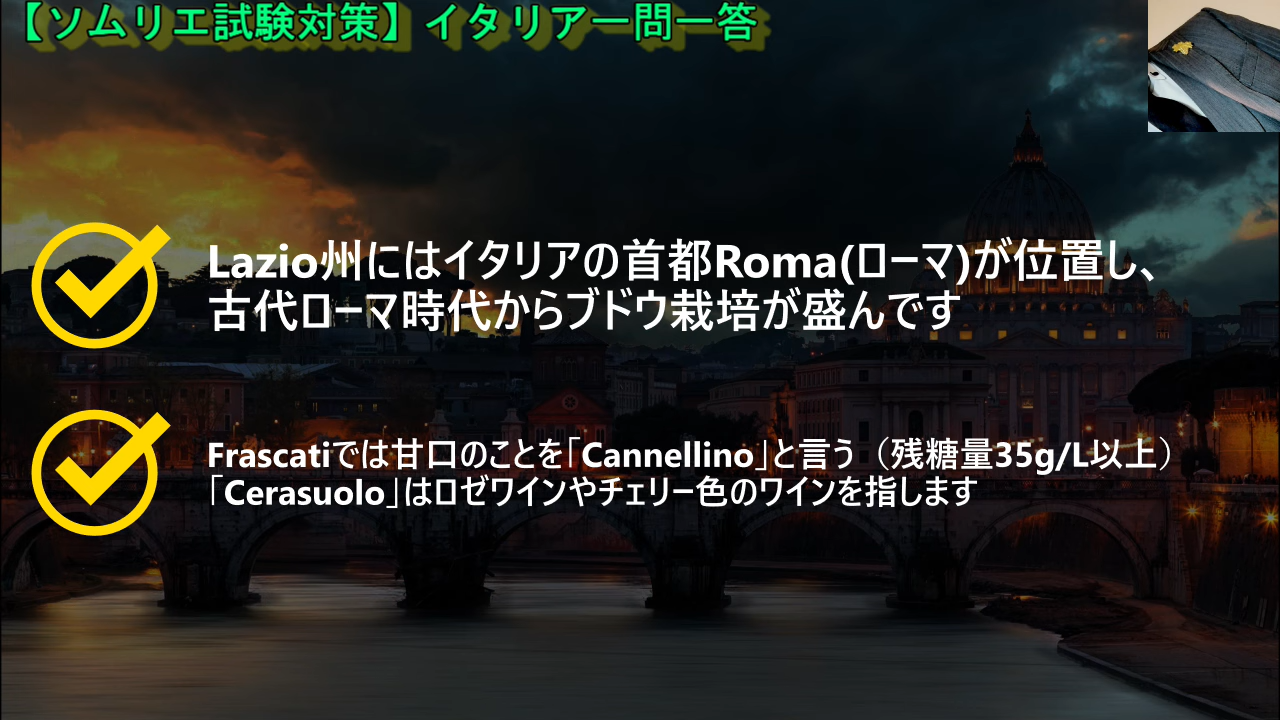 【ソムリエ試験対策】イタリア一問一答
Lazio州にはイタリアの首都Roma(ローマ)が位置し、
古代ローマ時代からブドウ栽培が盛んです
Frascatiでは甘口のことを「Cannellino」と言う（残糖量35g/L以上）
「Cerasuolo」はロゼワインやチェリー色のワインを指します